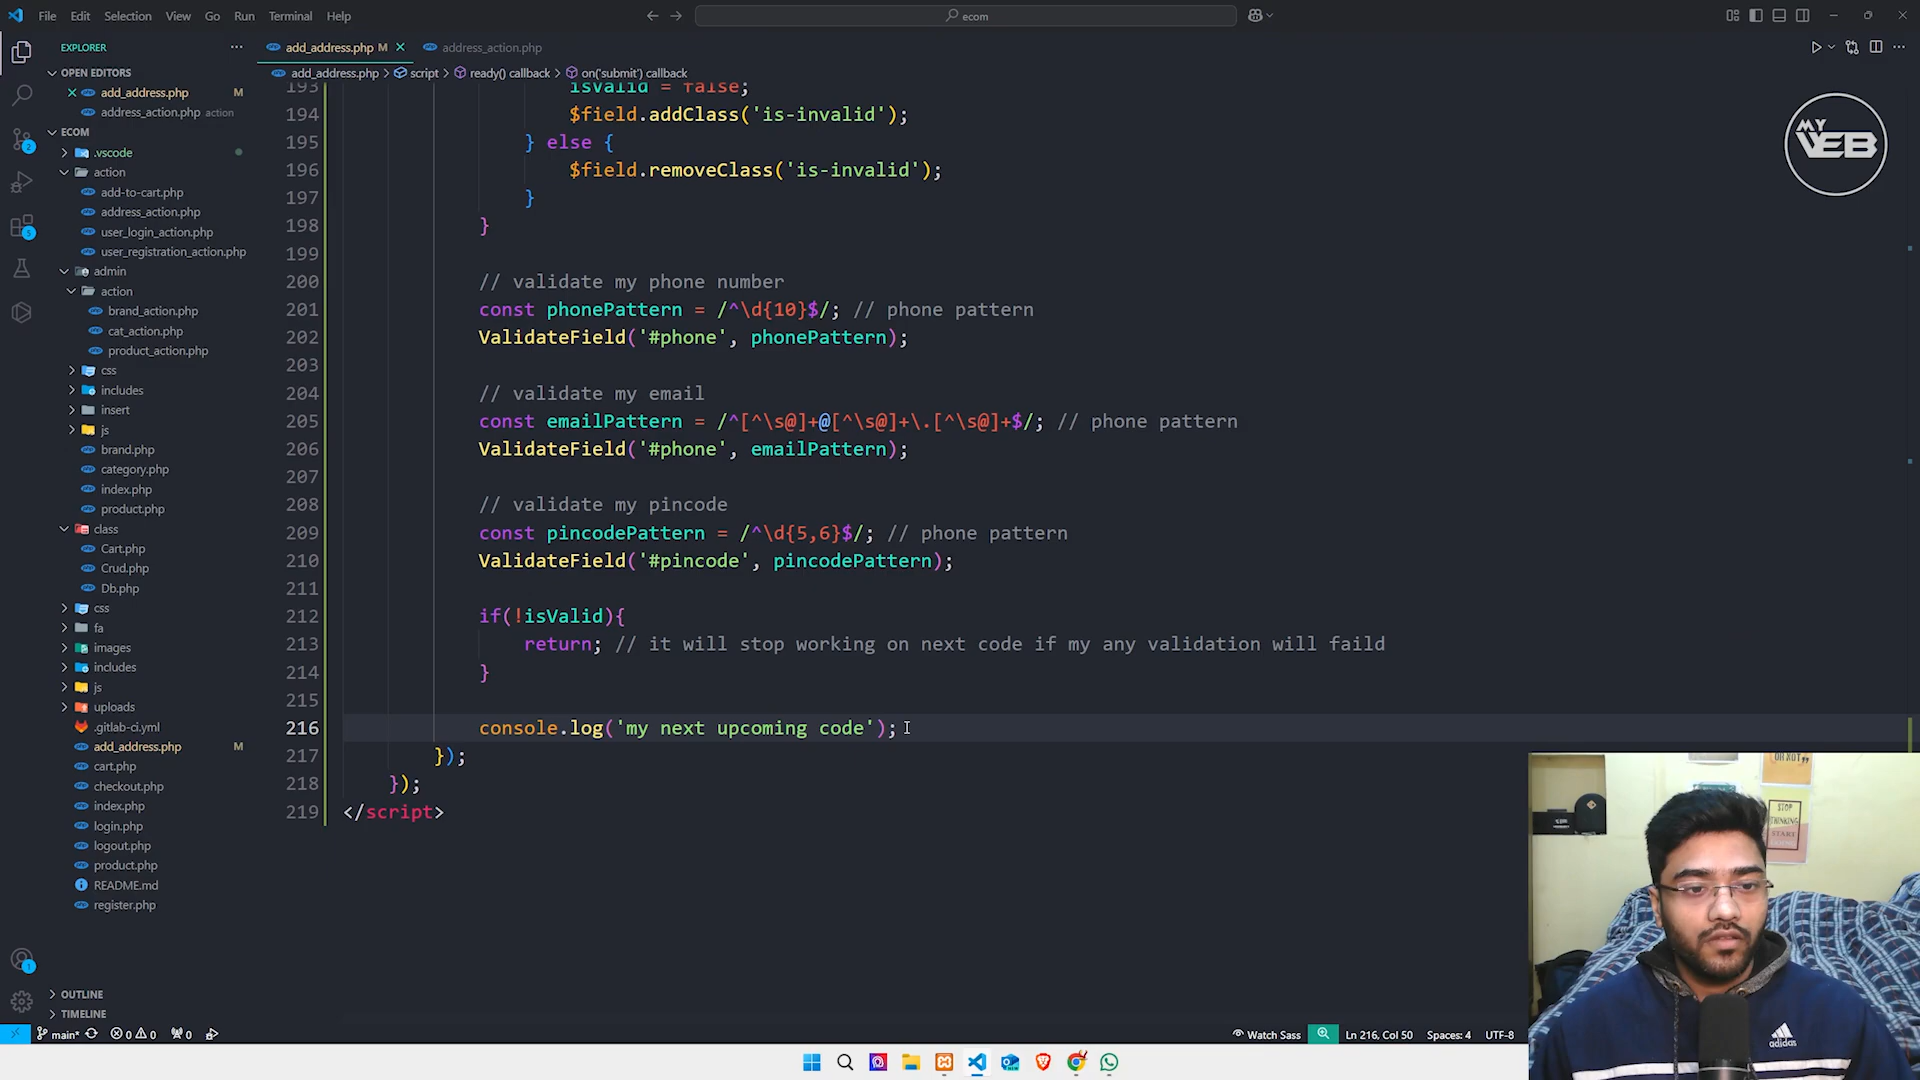 File Edit Selection View Go Run Terminal Help
ecom
EXPLORER
OPEN EDITORS
add_address.php M
address_action.php action
ECOM
.vscode
action
add-to-cart.php
address_action.php
user_login_action.php
user_registration_action.php
admin
action
brand_action.php
cat_action.php
product_action.php
css
includes
insert
js
brand.php
category.php
index.php
product.php
class
Cart.php
Crud.php
Db.php
css
fa
images
includes
js
uploads
.gitlab-ci.yml
add_address.php M
cart.php
checkout.php
index.php
login.php
logout.php
product.php
README.md
register.php
OUTLINE
TIMELINE
add_address.php M address_action.php
add_address.php > script > ready() callback > on('submit') callback
193 isValid = false;
194 $field.addClass('is-invalid');
195 } else {
196 $field.removeClass('is-invalid');
197 }
198 }
199
200 // validate my phone number
201 const phonePattern = /^\d{10}$/; // phone pattern
202 ValidateField('#phone', phonePattern);
203
204 // validate my email
205 const emailPattern = /^[^\s@]+@[^\s@]+\.[^\s@]+$/; // phone pattern
206 ValidateField('#phone', emailPattern);
207
208 // validate my pincode
209 const pincodePattern = /^\d{5,6}$/; // phone pattern
210 ValidateField('#pincode', pincodePattern);
211
212 if(!isValid){
213 return; // it will stop working on next code if my any validation will faild
214 }
215
216 console.log('my next upcoming code');
217 });
218 });
219 </script>
MY WEB
STOP
THINKING
START
adidas
main* 0 0 0
Watch Sass Ln 216, Col 50 Spaces: 4 UTF-8